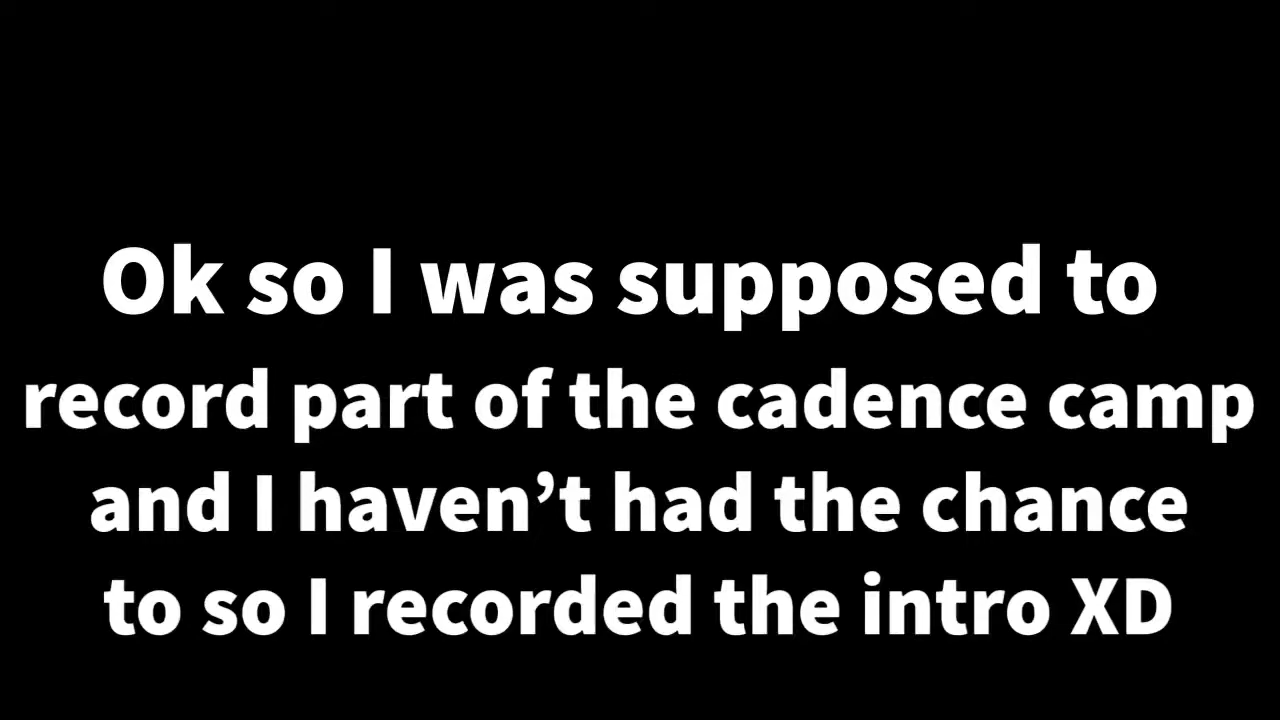 Ok so I was supposed to
record part of the cadence camp
and I haven’t had the chance
to so I recorded the intro XD